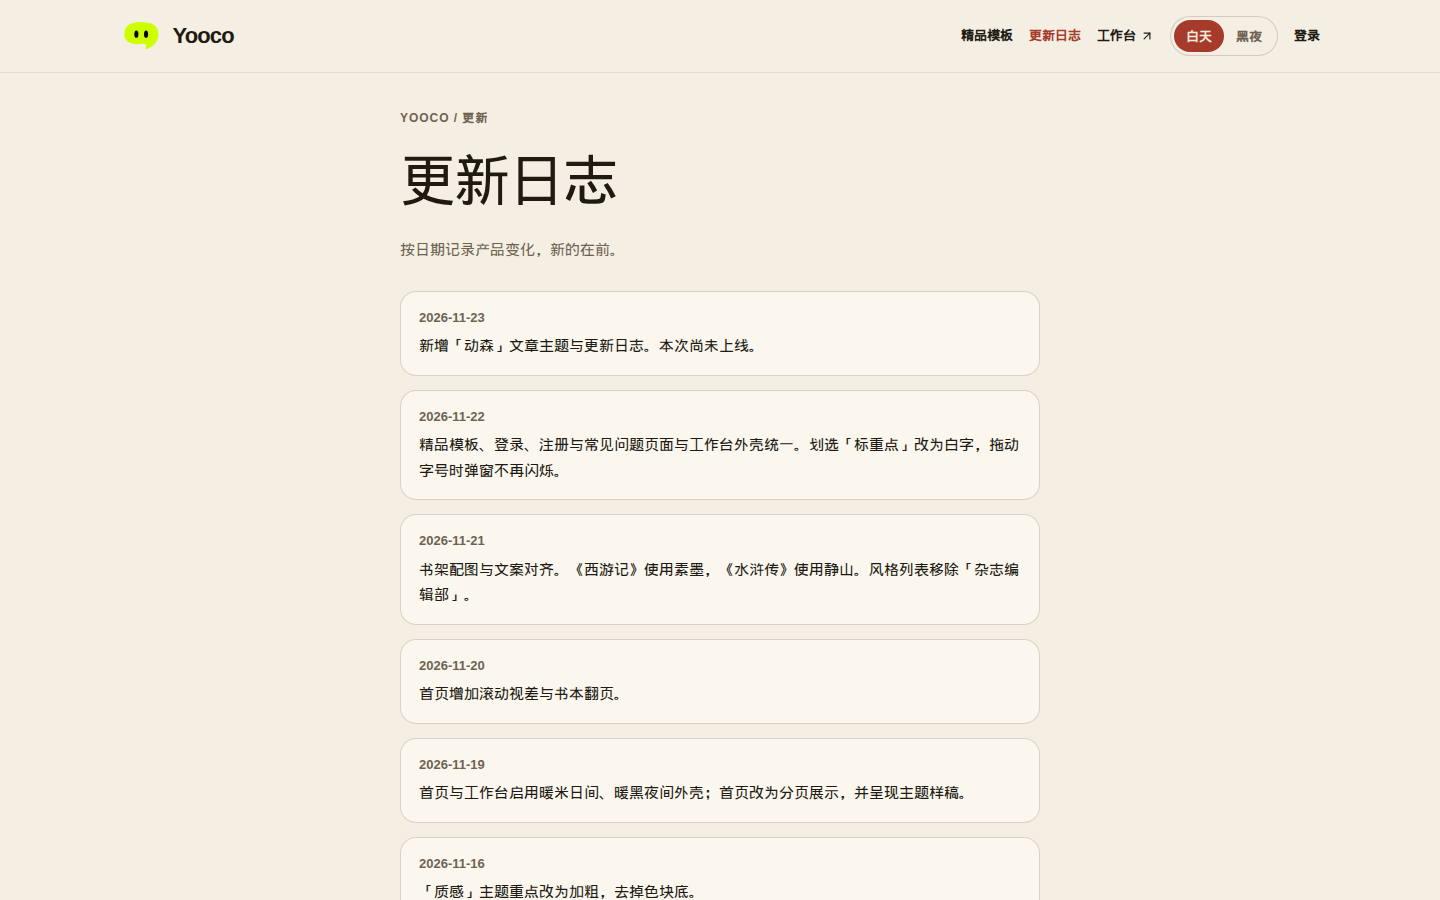 Yooco
精品模板 更新日志 工作台 白天 黑夜 登录
YOOCO / 更新
更新日志
按日期记录产品变化，新的在前。
2026-11-23
新增「动森」文章主题与更新日志。本次尚未上线。
2026-11-22
精品模板、登录、注册与常见问题页面与工作台外壳统一。划选「标重点」改为白字，拖动
字号时弹窗不再闪烁。
2026-11-21
书架配图与文案对齐。《西游记》使用素墨，《水浒传》使用静山。风格列表移除「杂志编
辑部」。
2026-11-20
首页增加滚动视差与书本翻页。
2026-11-19
首页与工作台启用暖米日间、暖黑夜间外壳；首页改为分页展示，并呈现主题样稿。
2026-11-16
「质感」主题重点改为加粗，去掉色块底。